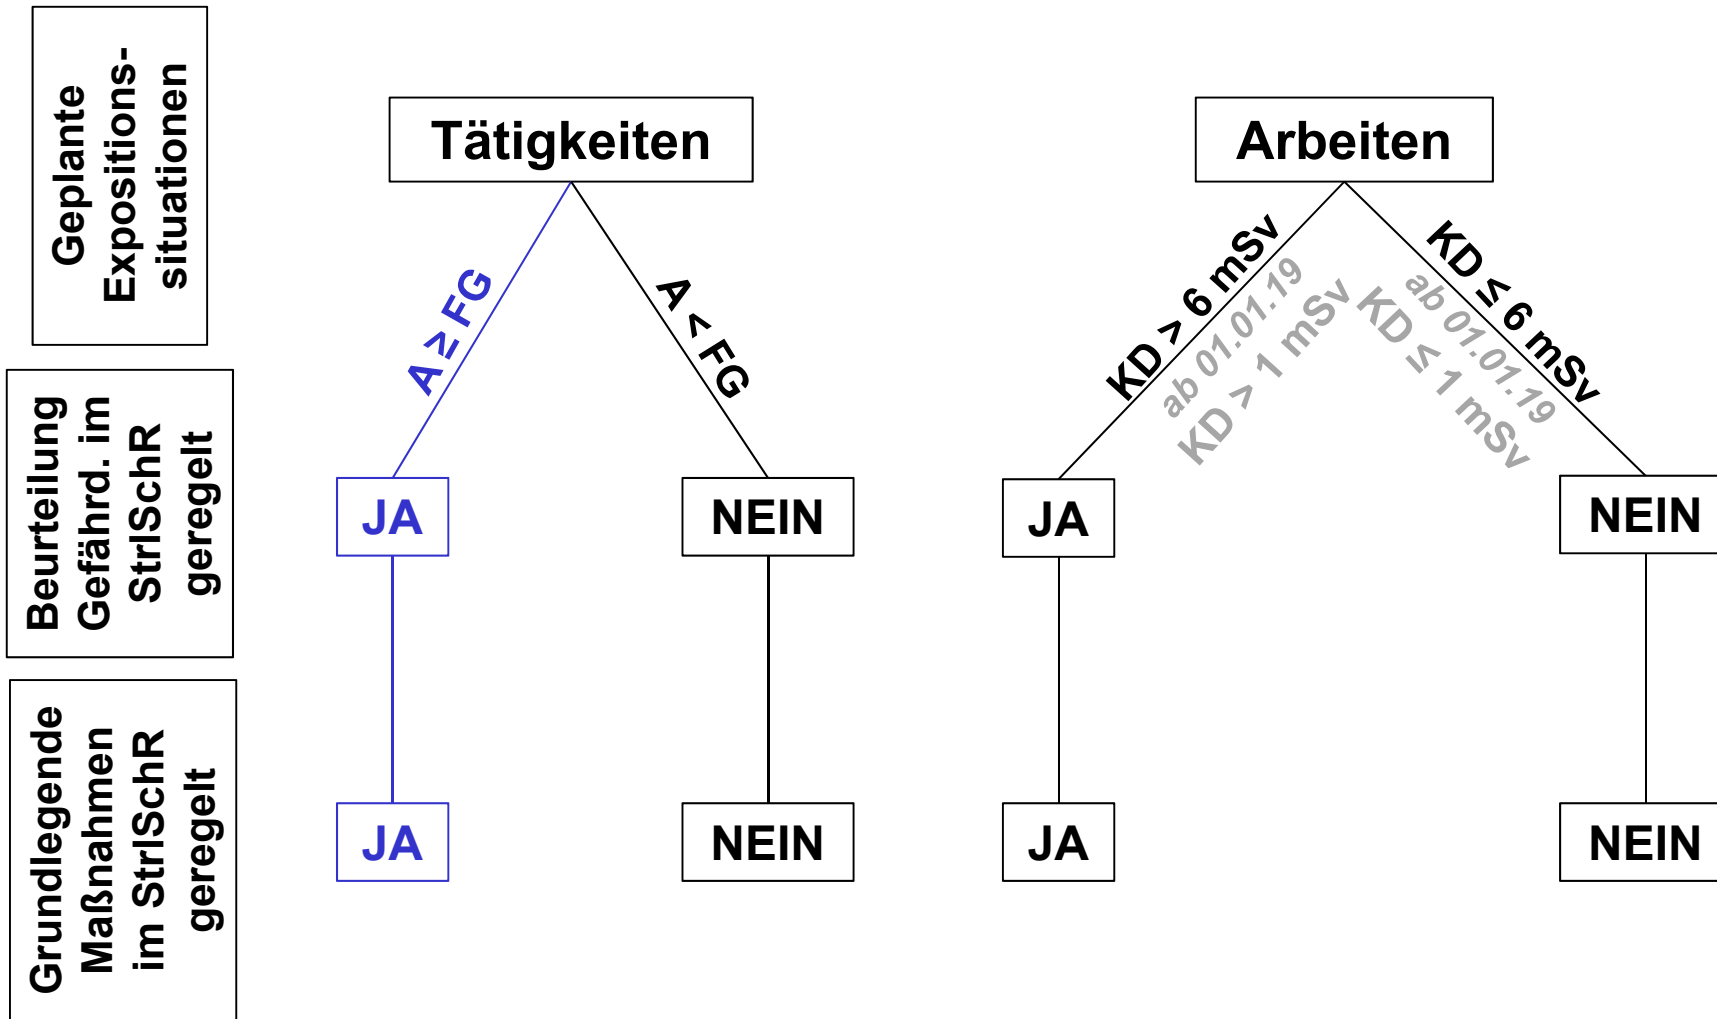 Geplante
Expositions-
situationen
Tätigkeiten
Arbeiten
A ≥ FG
A < FG
KD > 6 mSv
ab 01.01.19
KD > 1 mSv
KD ≤ 6 mSv
ab 01.01.19
KD ≤ 1 mSv
Beurteilung
Gefährd. im
StrlSchR
geregelt
JA
NEIN
JA
NEIN
Grundlegende
Maßnahmen
im StrlSchR
geregelt
JA
NEIN
JA
NEIN